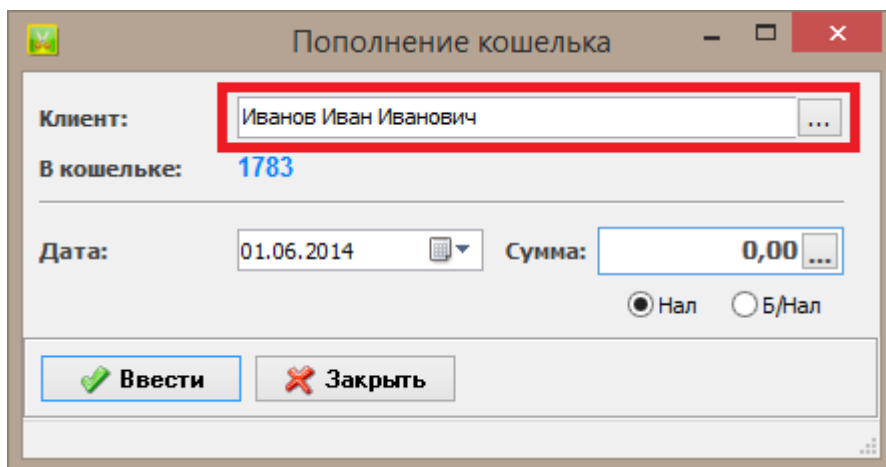 Пополнение кошелька
Клиент: Иванов Иван Иванович ...
В кошельке: 1783
Дата: 01.06.2014 Сумма: 0,00 ...
Нал Б/Нал
Ввести Закрыть